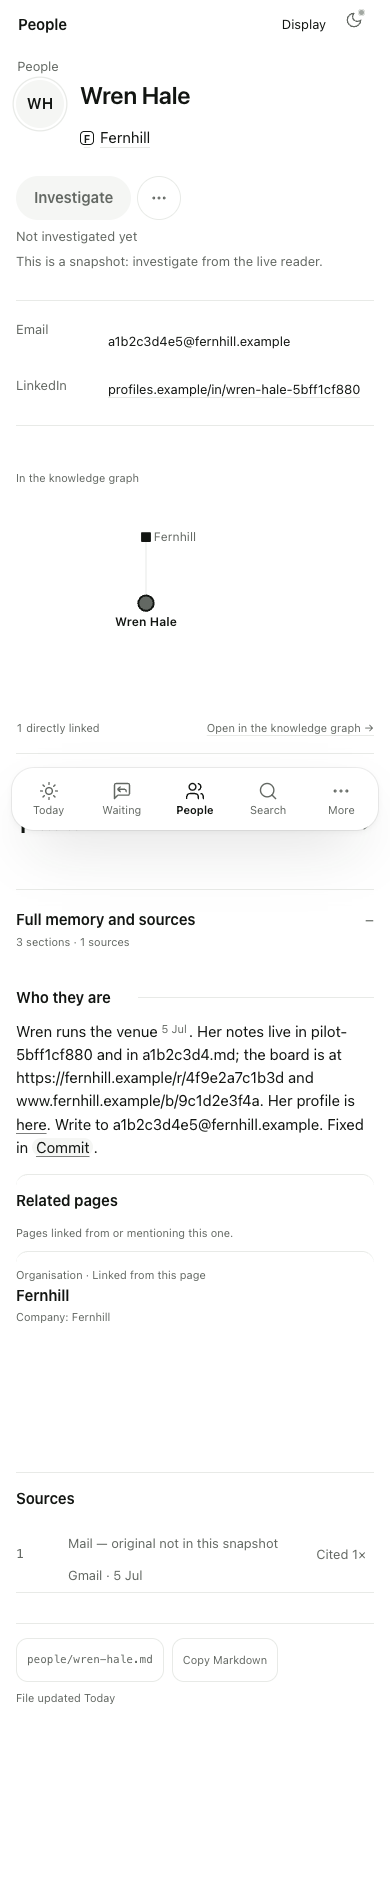 People
Display
People
WH
Wren Hale
F Fernhill
Investigate
Not investigated yet
This is a snapshot: investigate from the live reader.
Email
a1b2c3d4e5@fernhill.example
LinkedIn
profiles.example/in/wren-hale-5bff1cf880
In the knowledge graph
Fernhill
Wren Hale
1 directly linked
Open in the knowledge graph →
Today
Waiting
People
Search
More
Full memory and sources
–
3 sections · 1 sources
Who they are
Wren runs the venue 5 Jul. Her notes live in pilot-
5bff1cf880 and in a1b2c3d4.md; the board is at
https://fernhill.example/r/4f9e2a7c1b3d and
www.fernhill.example/b/9c1d2e3f4a. Her profile is
here. Write to a1b2c3d4e5@fernhill.example. Fixed
in Commit .
Related pages
Pages linked from or mentioning this one.
Organisation · Linked from this page
Fernhill
Company: Fernhill
Sources
1
Mail — original not in this snapshot
Gmail · 5 Jul
Cited 1×
people/wren-hale.md
Copy Markdown
File updated Today